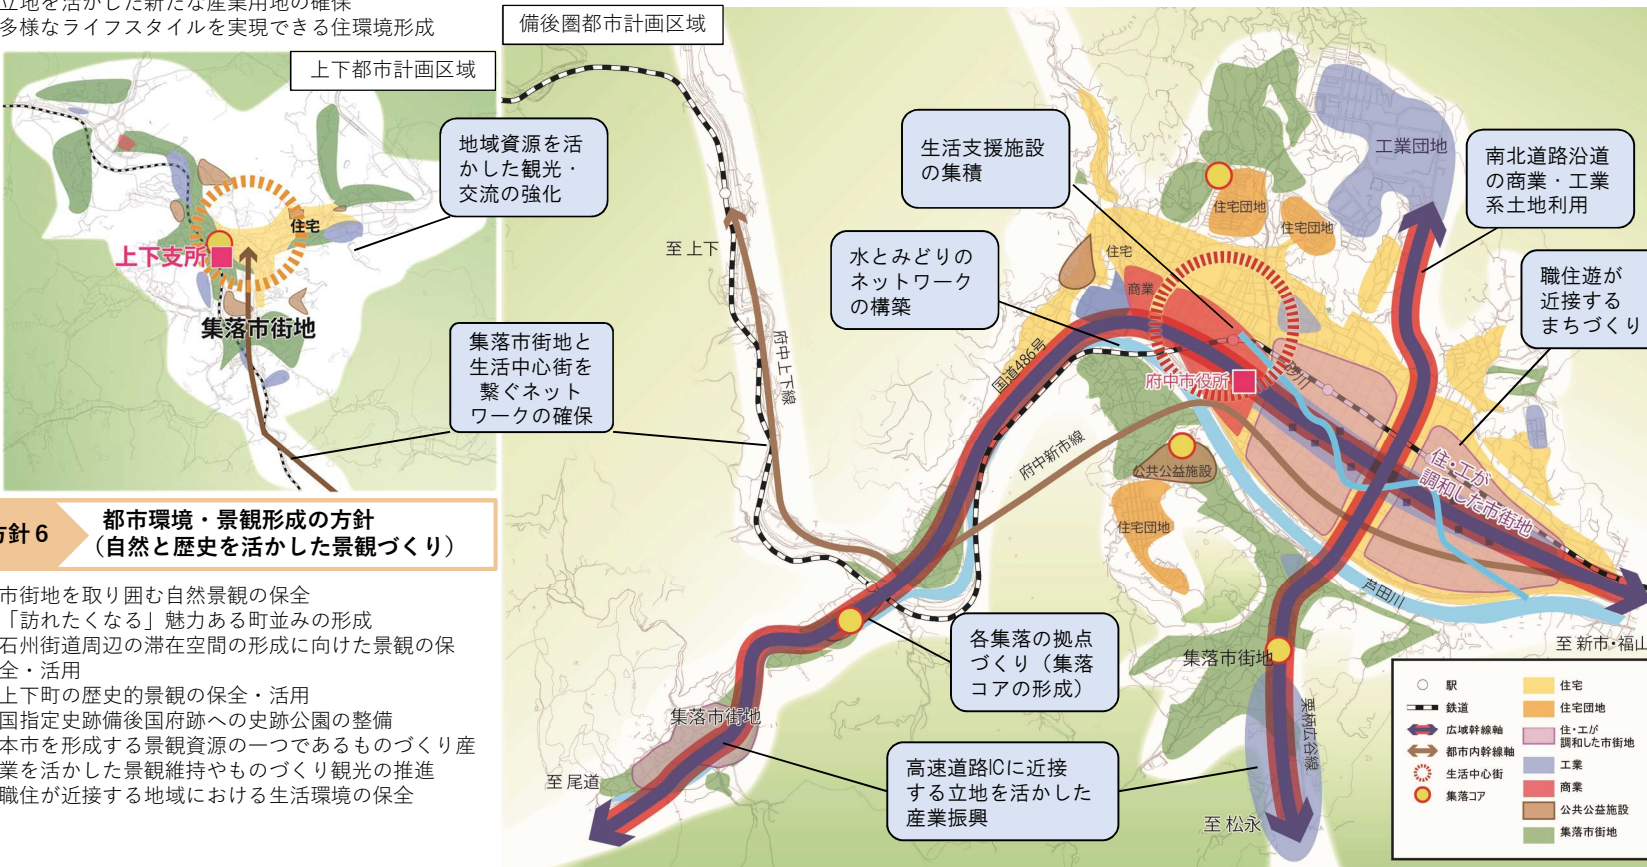 立地を活かした新たな産業用地の確保
多様なライフスタイルを実現できる住環境形成
上下都市計画区域
地域資源を活
かした観光・
交流の強化
住宅
上下支所
集落市街地
集落市街地と
生活中心街を
繋ぐネット
ワークの確保
方針6
都市環境・景観形成の方針
（自然と歴史を活かした景観づくり）
市街地を取り囲む自然景観の保全
「訪れたくなる」魅力ある町並みの形成
石州街道周辺の滞在空間の形成に向けた景観の保
全・活用
上下町の歴史的景観の保全・活用
国指定史跡備後国府跡への史跡公園の整備
本市を形成する景観資源の一つであるものづくり産
業を活かした景観維持やものづくり観光の推進
職住が近接する地域における生活環境の保全
備後圏都市計画区域
至 上下
府中上下線
生活支援施設
の集積
水とみどりの
ネットワーク
の構築
工業団地
南北道路沿道
の商業・工業
系土地利用
職住遊が
近接する
まちづくり
住宅団地
住宅団地
住宅
商業
国道486号
府中市役所
砂川
府中新市線
公共公益施設
住宅団地
住・工が
調和した市街地
芦田川
至 新市・福山
各集落の拠点
づくり（集落
コアの形成）
集落市街地
集落市街地
至 尾道
高速道路ICに近接
する立地を活かした
産業振興
栗柄広谷線
至 松永
駅
鉄道
広域幹線軸
都市内幹線軸
生活中心街
集落コア
住宅
住宅団地
住・工が
調和した市街地
工業
商業
公共公益施設
集落市街地